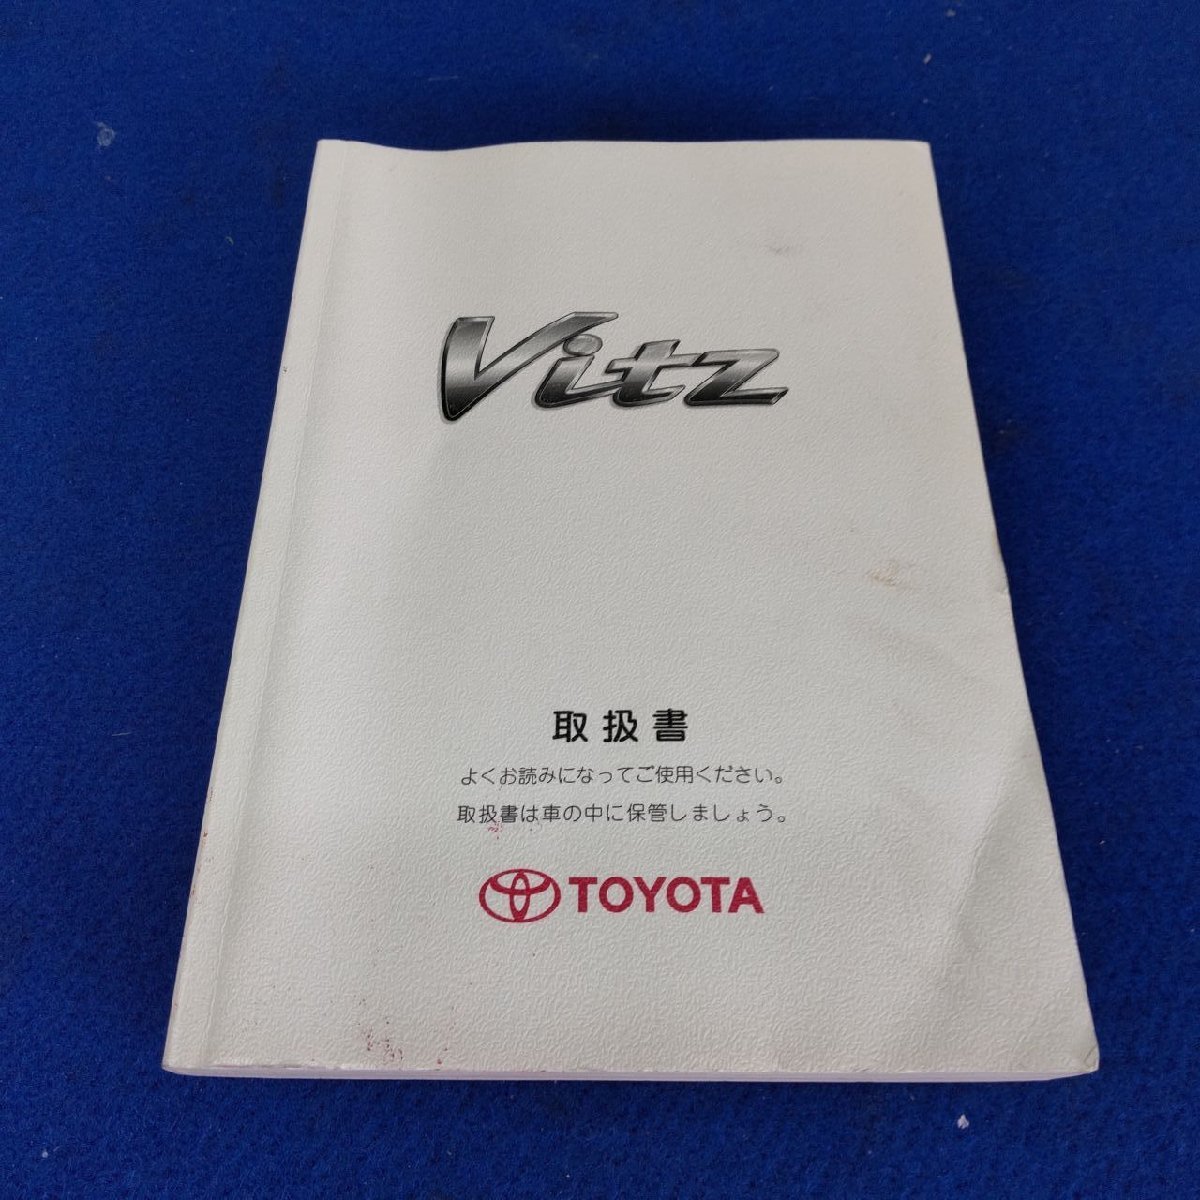 Vitz
取扱書
よくお読みになってご使用ください。
取扱書は車の中に保管しましょう。
TOYOTA